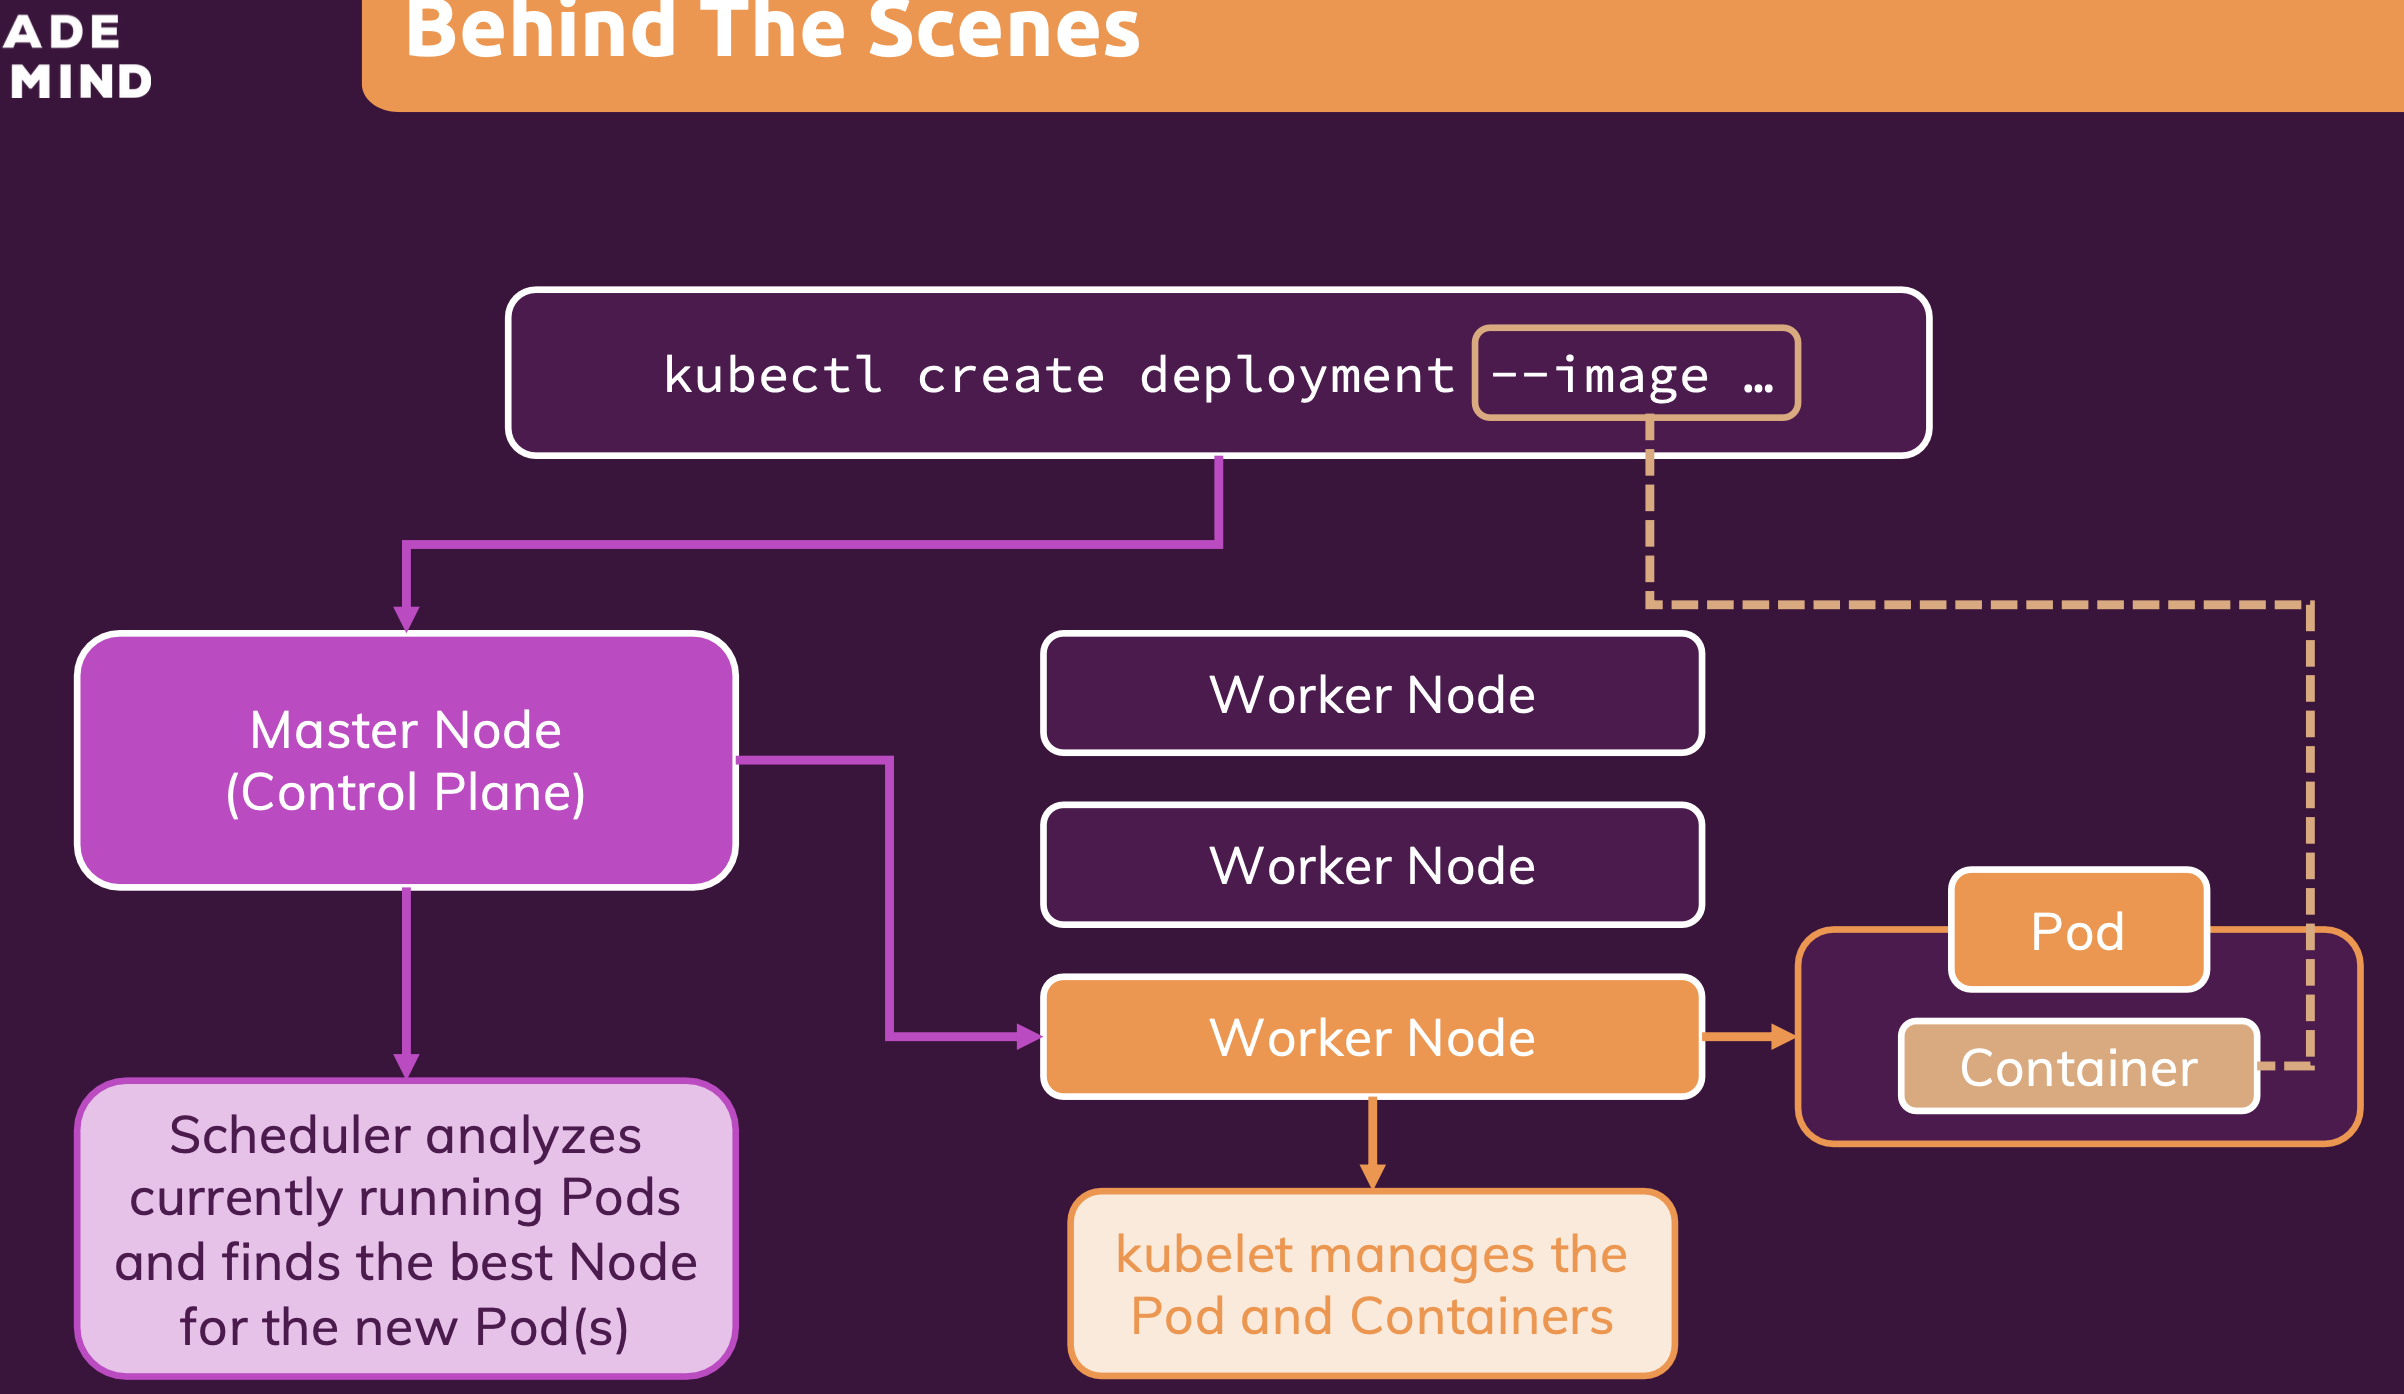 ADE
MIND
Behind The Scenes
kubectl create deployment --image …
Master Node
(Control Plane)
Worker Node
Worker Node
Worker Node
Pod
Container
Scheduler analyzes
currently running Pods
and finds the best Node
for the new Pod(s)
kubelet manages the
Pod and Containers